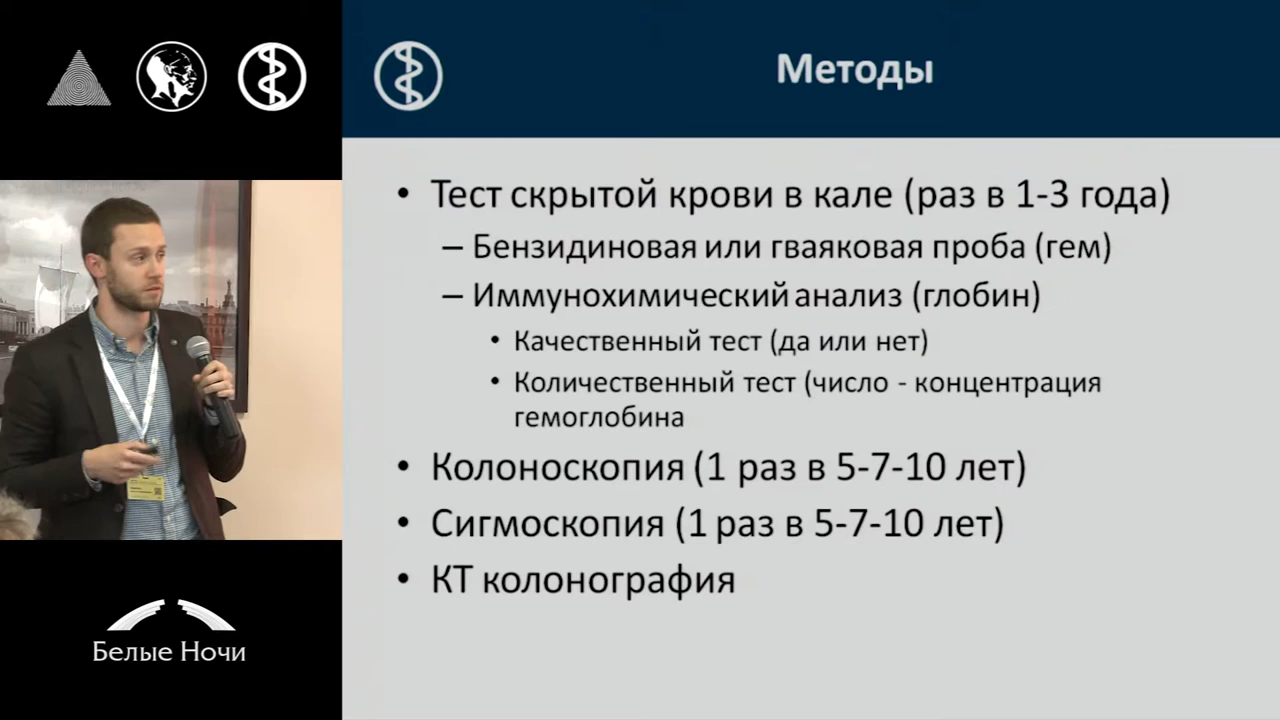 Методы
• Тест скрытой крови в кале (раз в 1-3 года)
– Бензидиновая или гваяковая проба (гем)
– Иммунохимический анализ (глобин)
• Качественный тест (да или нет)
• Количественный тест (число - концентрация
гемоглобина
• Колоноскопия (1 раз в 5-7-10 лет)
• Сигмоскопия (1 раз в 5-7-10 лет)
• КТ колонография
Белые Ночи